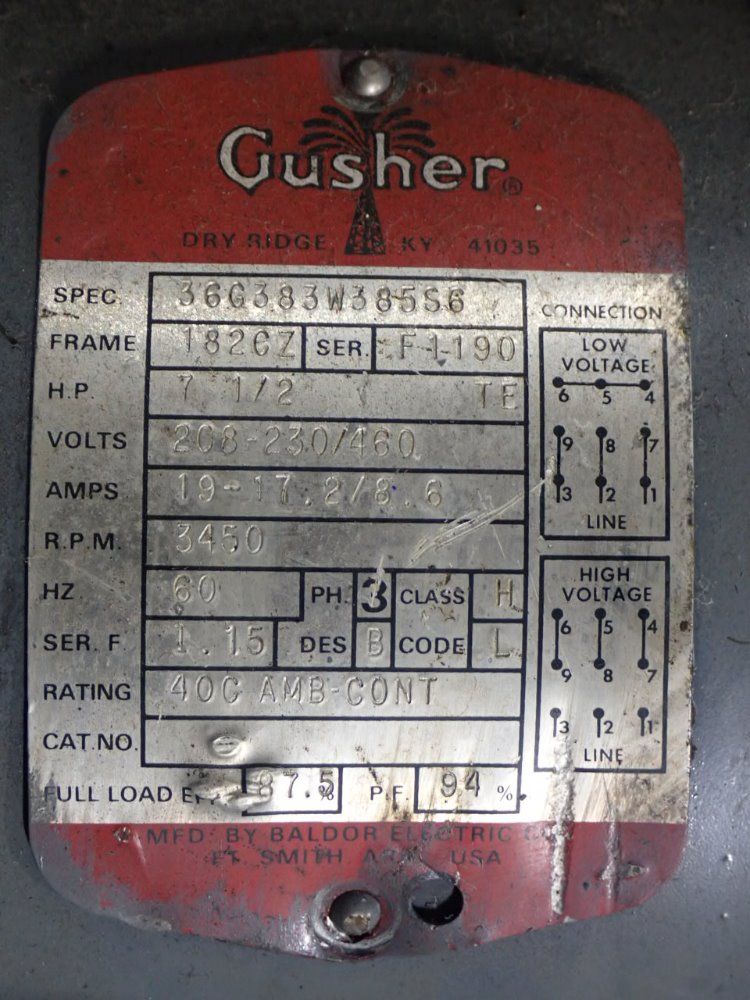 Gusher®
DRY RIDGE KY 41035
SPEC. 36G383W385S6
FRAME 182CZ SER. F1190
H.P. 7 1/2 TE
VOLTS 208-230/460
AMPS 19-17.2/8.6
R.P.M. 3450
HZ 60 PH. 3 CLASS H
SER. F. 1.15 DES B CODE L
RATING 40C AMB-CONT
CAT.NO.
FULL LOAD EFF. 87.5% P.F. 94%
CONNECTION
LOW
VOLTAGE
6 5 4
9 8 7
3 2 1
LINE
HIGH
VOLTAGE
6 5 4
9 8 7
3 2 1
LINE
MFD BY BALDOR ELECTRIC CO.
FT. SMITH ARK. USA